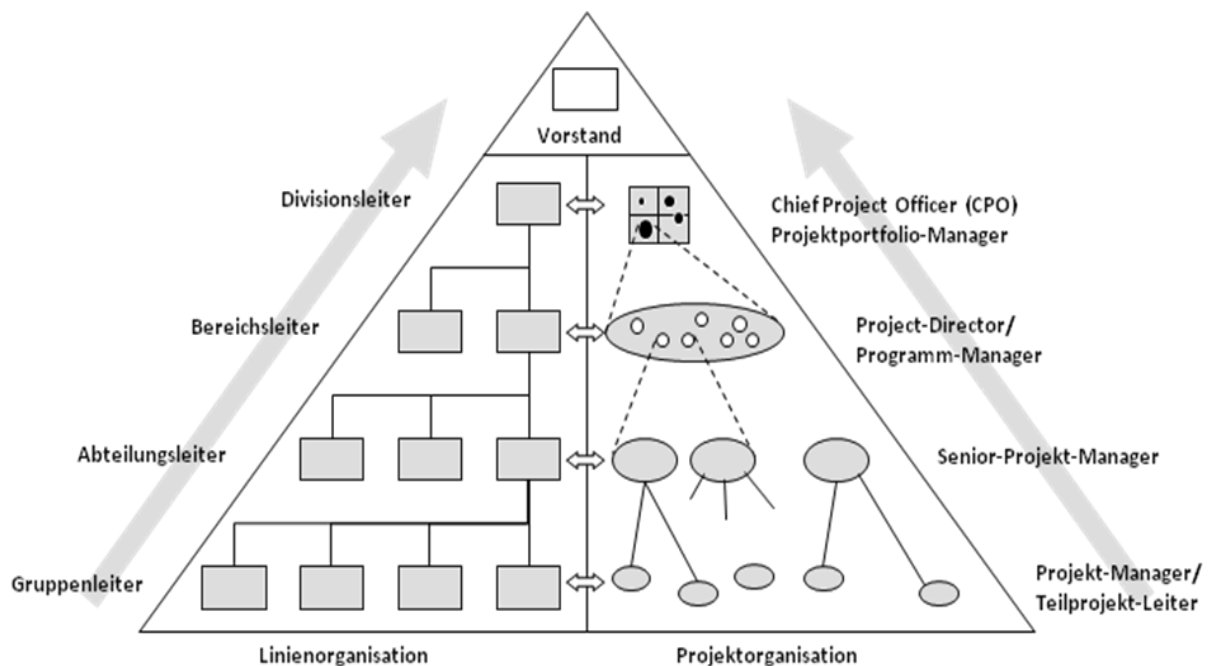 Vorstand
Divisionsleiter
Chief Project Officer (CPO)
Projektportfolio-Manager
Bereichsleiter
Project-Director/
Programm-Manager
Abteilungsleiter
Senior-Projekt-Manager
Gruppenleiter
Projekt-Manager/
Teilprojekt-Leiter
Linienorganisation
Projektorganisation